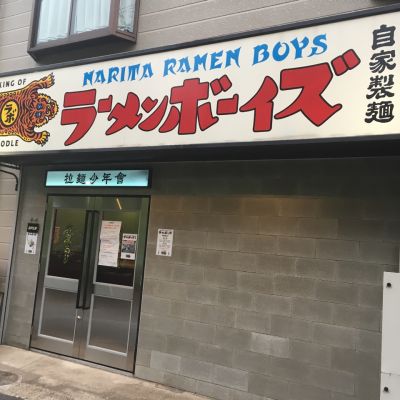 KING OF
NOODLE
NARITA RAMEN BOYS
ラーメンボーイズ
自家製麺
拉麺少年會